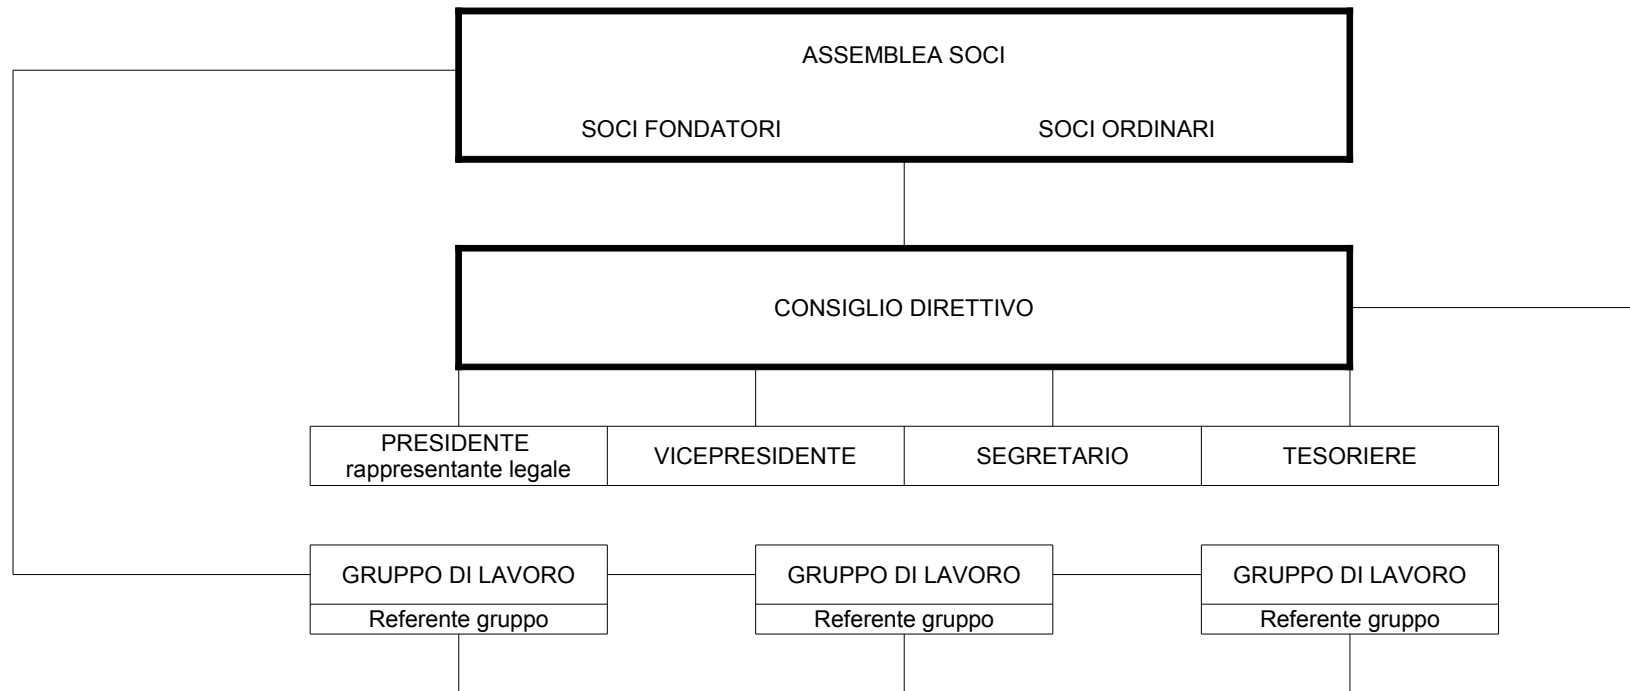 ASSEMBLEA SOCI
SOCI FONDATORI
SOCI ORDINARI
CONSIGLIO DIRETTIVO
PRESIDENTE
rappresentante legale
VICEPRESIDENTE
SEGRETARIO
TESORIERE
GRUPPO DI LAVORO
Referente gruppo
GRUPPO DI LAVORO
Referente gruppo
GRUPPO DI LAVORO
Referente gruppo